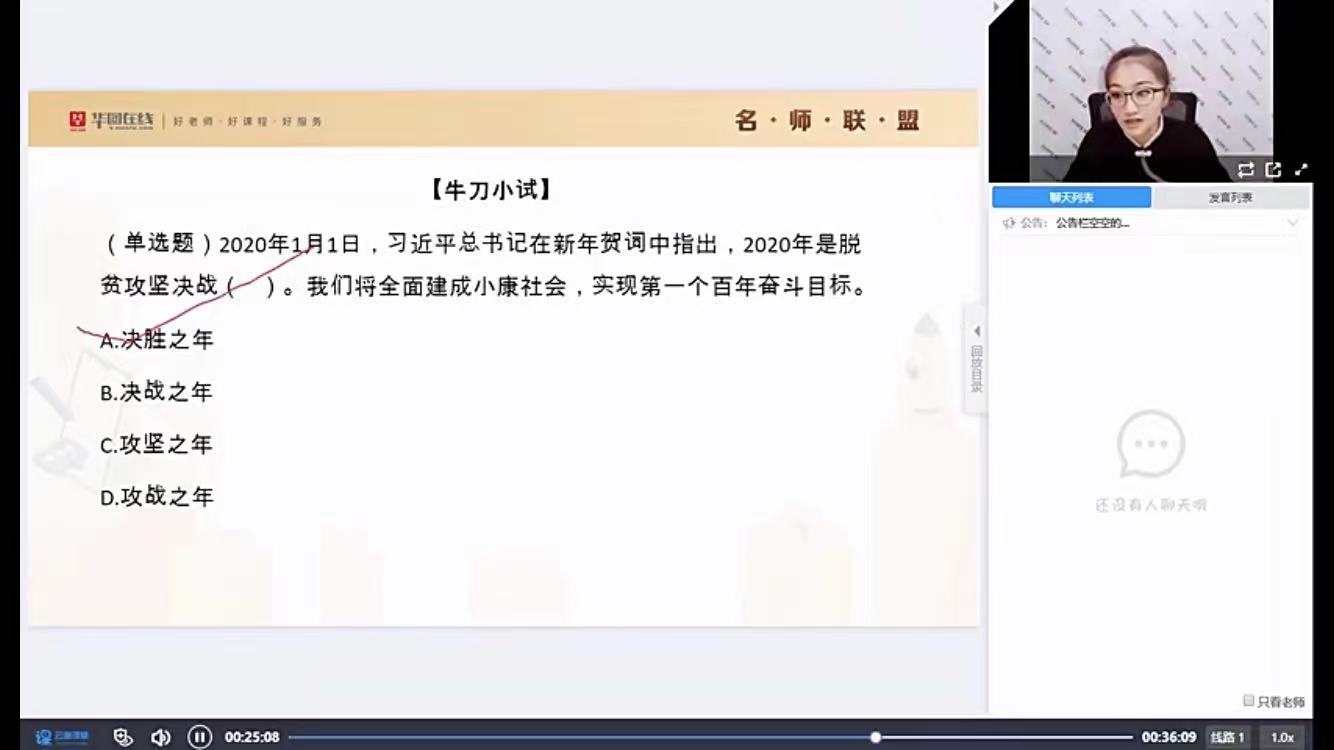 华图在线 | 好老师·好课程·好服务
名·师·联·盟
【牛刀小试】
（单选题）2020年1月1日，习近平总书记在新年贺词中指出，2020年是脱
贫攻坚决战（　）。我们将全面建成小康社会，实现第一个百年奋斗目标。
A.决胜之年
B.决战之年
C.攻坚之年
D.攻战之年
聊天列表
发言列表
公告：
公告栏空空的...
回放目录
还没有人聊天哦
只看老师
00:25:08
00:36:09
线路 1
1.0x